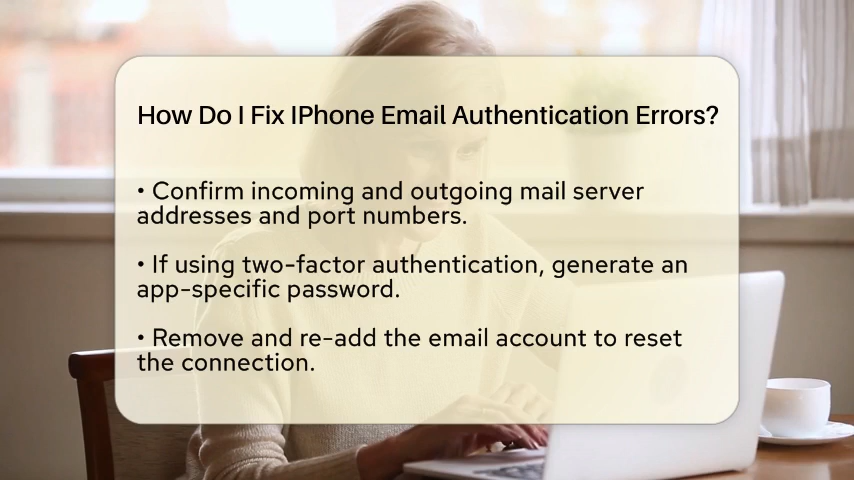 How Do I Fix IPhone Email Authentication Errors?
• Confirm incoming and outgoing mail server
addresses and port numbers.
• If using two-factor authentication, generate an
app-specific password.
• Remove and re-add the email account to reset
the connection.